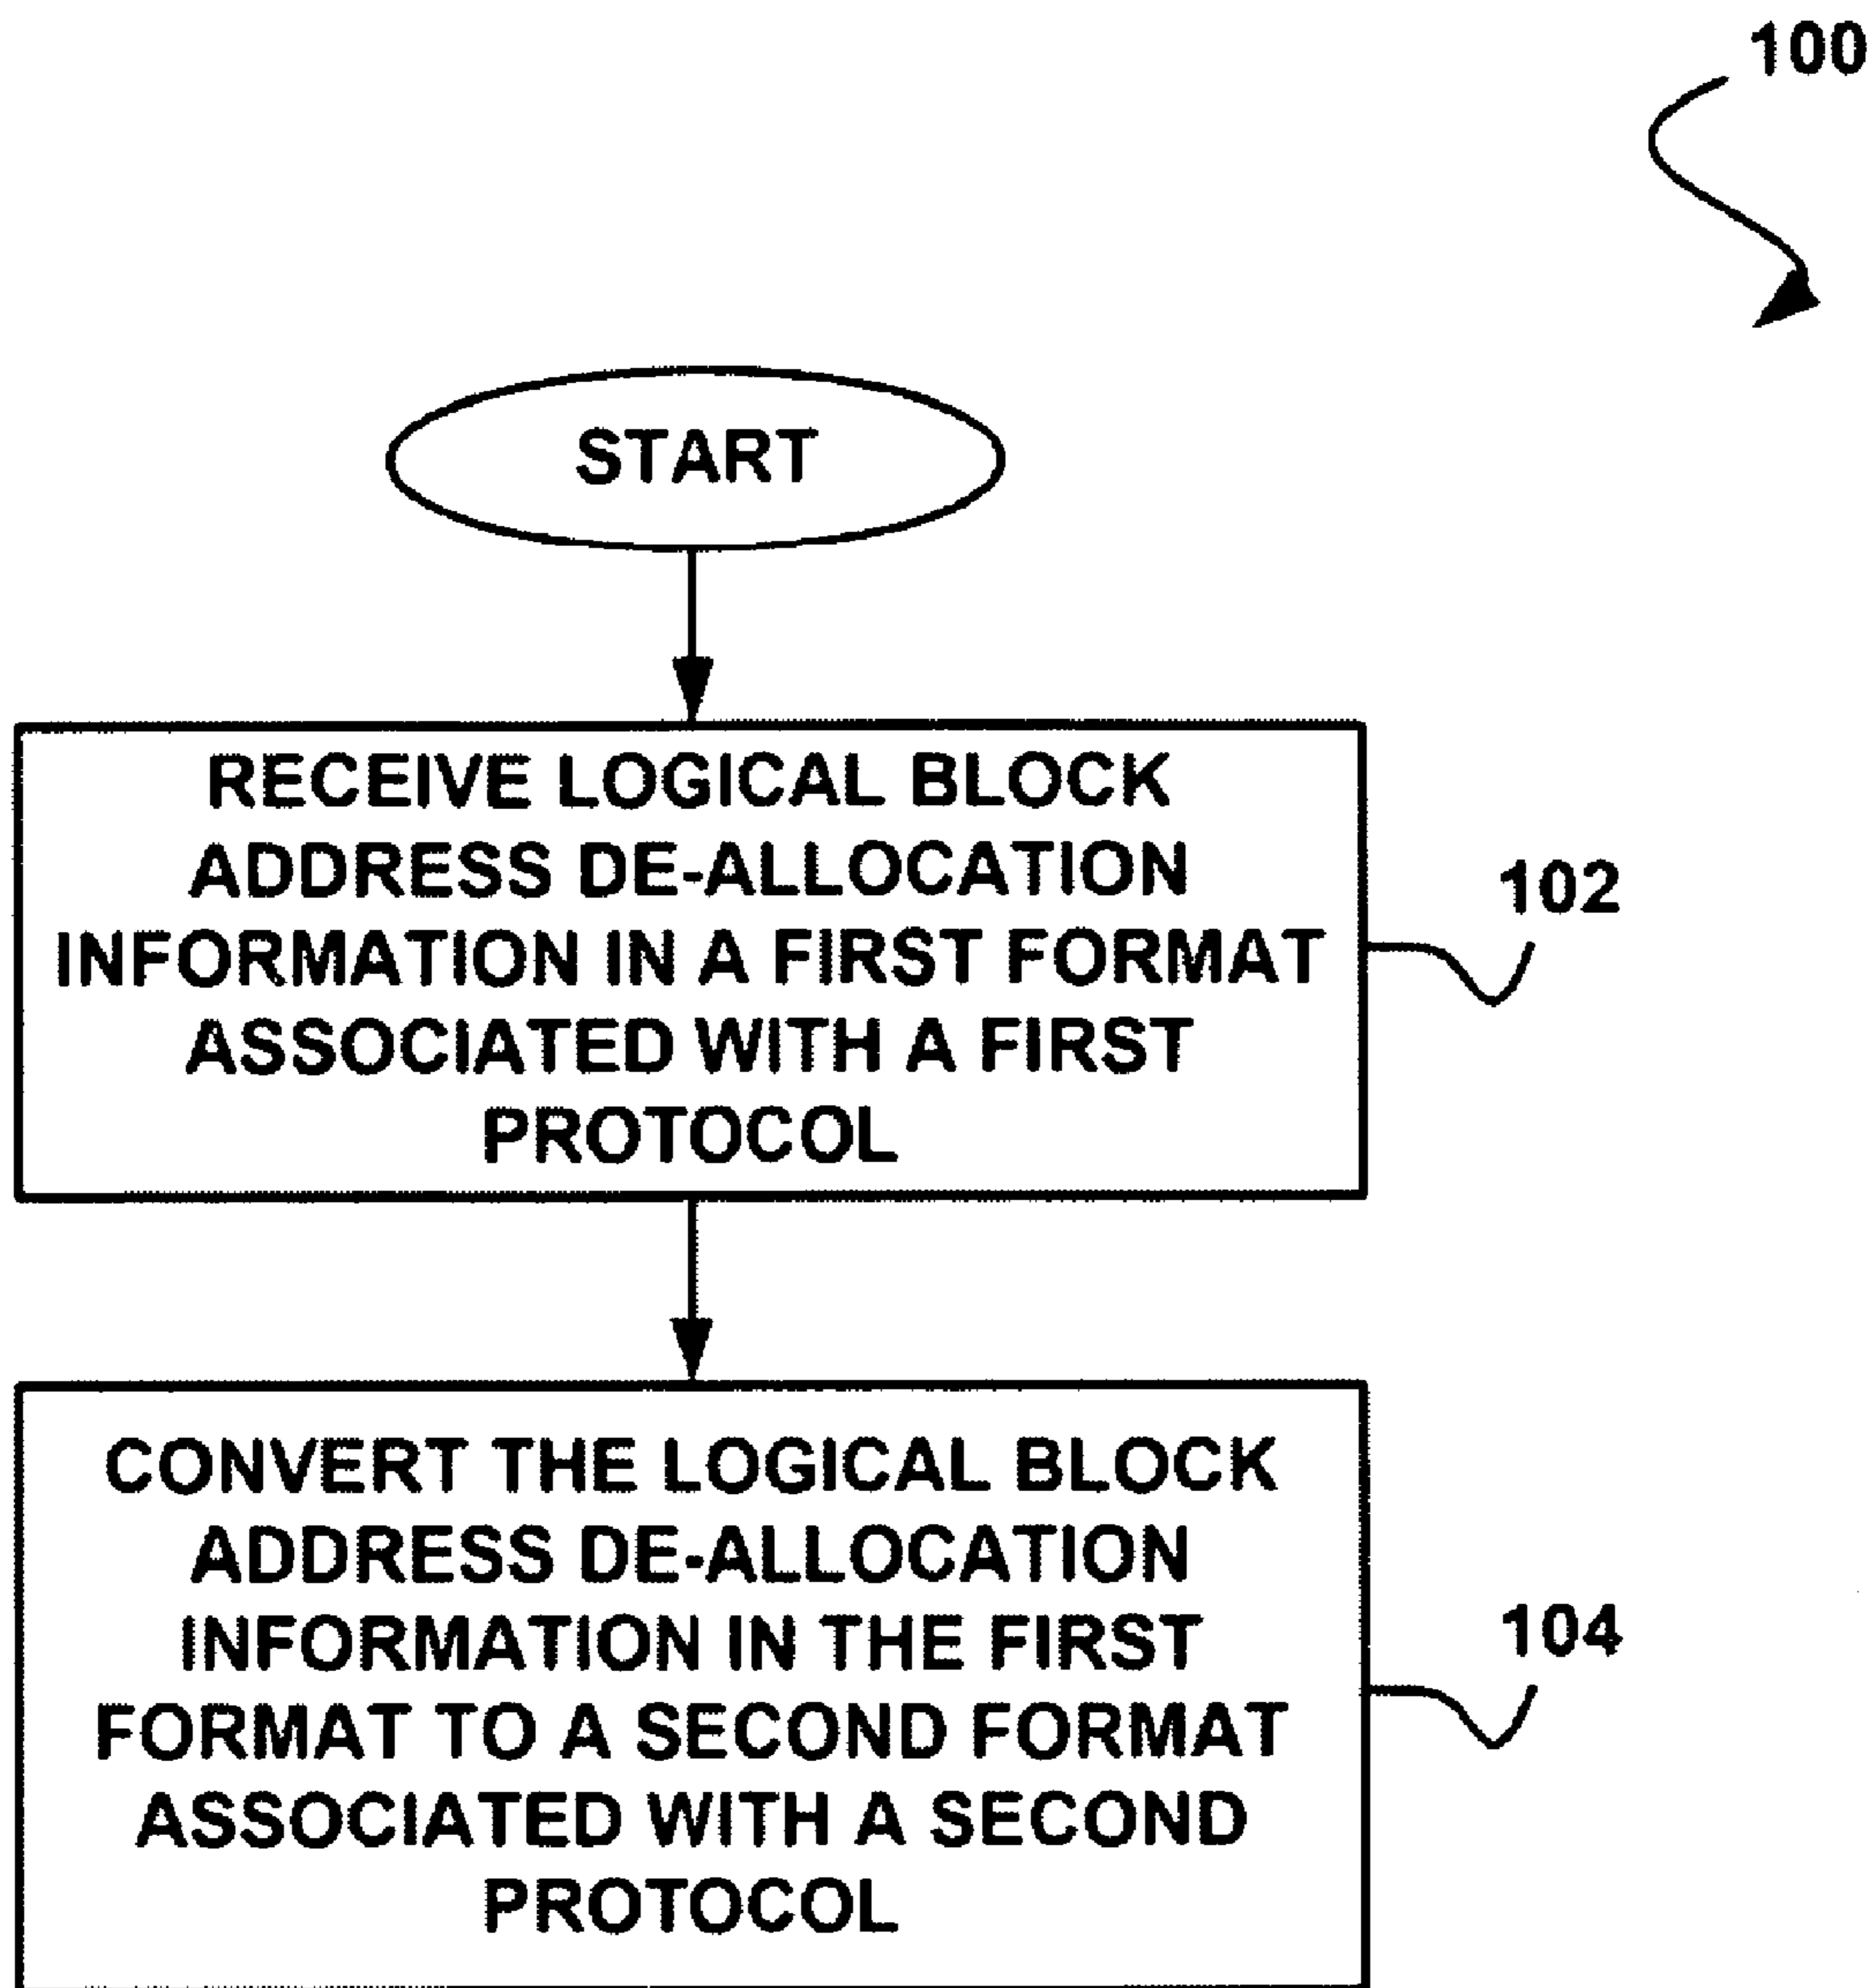 100
START
RECEIVE LOGICAL BLOCK
ADDRESS DE-ALLOCATION
INFORMATION IN A FIRST FORMAT
ASSOCIATED WITH A FIRST
PROTOCOL
102
CONVERT THE LOGICAL BLOCK
ADDRESS DE-ALLOCATION
INFORMATION IN THE FIRST
FORMAT TO A SECOND FORMAT
ASSOCIATED WITH A SECOND
PROTOCOL
104